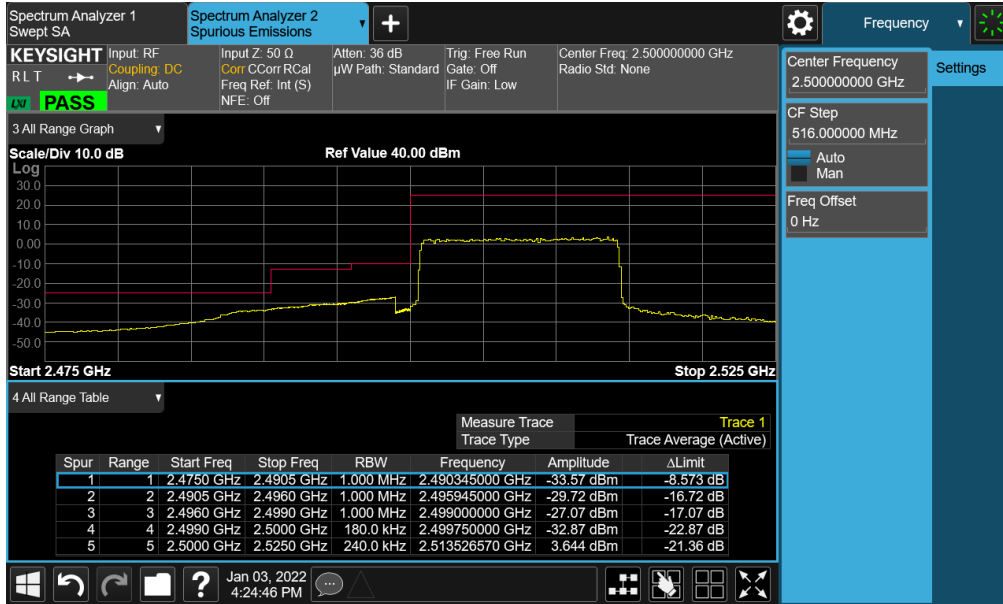 Spectrum Analyzer 1
Swept SA
Spectrum Analyzer 2
Spurious Emissions
▼
+
Frequency
▼
KEYSIGHT
R L T
LXI
PASS
Input: RF
Coupling: DC
Align: Auto
Input Z: 50 Ω
Corr CCorr RCal
Freq Ref: Int (S)
NFE: Off
Atten: 36 dB
µW Path: Standard
Trig: Free Run
Gate: Off
IF Gain: Low
Center Freq: 2.500000000 GHz
Radio Std: None
Center Frequency
2.500000000 GHz
Settings
CF Step
516.000000 MHz
Auto
Man
Freq Offset
0 Hz
3 All Range Graph ▼
Scale/Div 10.0 dB
Ref Value 40.00 dBm
Log
30.0
20.0
10.0
0.00
-10.0
-20.0
-30.0
-40.0
-50.0
Start 2.475 GHz
Stop 2.525 GHz
4 All Range Table ▼
Measure Trace Trace 1
Trace Type Trace Average (Active)
Spur Range Start Freq Stop Freq RBW Frequency Amplitude ΔLimit
1 1 2.4750 GHz 2.4905 GHz 1.000 MHz 2.490345000 GHz -33.57 dBm -8.573 dB
2 2 2.4905 GHz 2.4960 GHz 1.000 MHz 2.495945000 GHz -29.72 dBm -16.72 dB
3 3 2.4960 GHz 2.4990 GHz 1.000 MHz 2.499000000 GHz -27.07 dBm -17.07 dB
4 4 2.4990 GHz 2.5000 GHz 180.0 kHz 2.499750000 GHz -32.87 dBm -22.87 dB
5 5 2.5000 GHz 2.5250 GHz 240.0 kHz 2.513526570 GHz 3.644 dBm -21.36 dB
?
Jan 03, 2022
4:24:46 PM